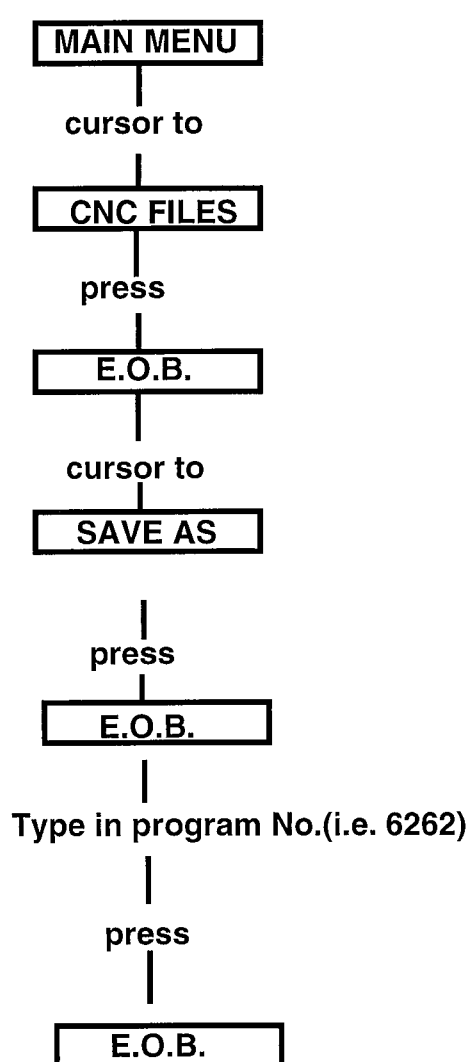 MAIN MENU
cursor to
CNC FILES
press
E.O.B.
cursor to
SAVE AS
press
E.O.B.
Type in program No.(i.e. 6262)
press
E.O.B.